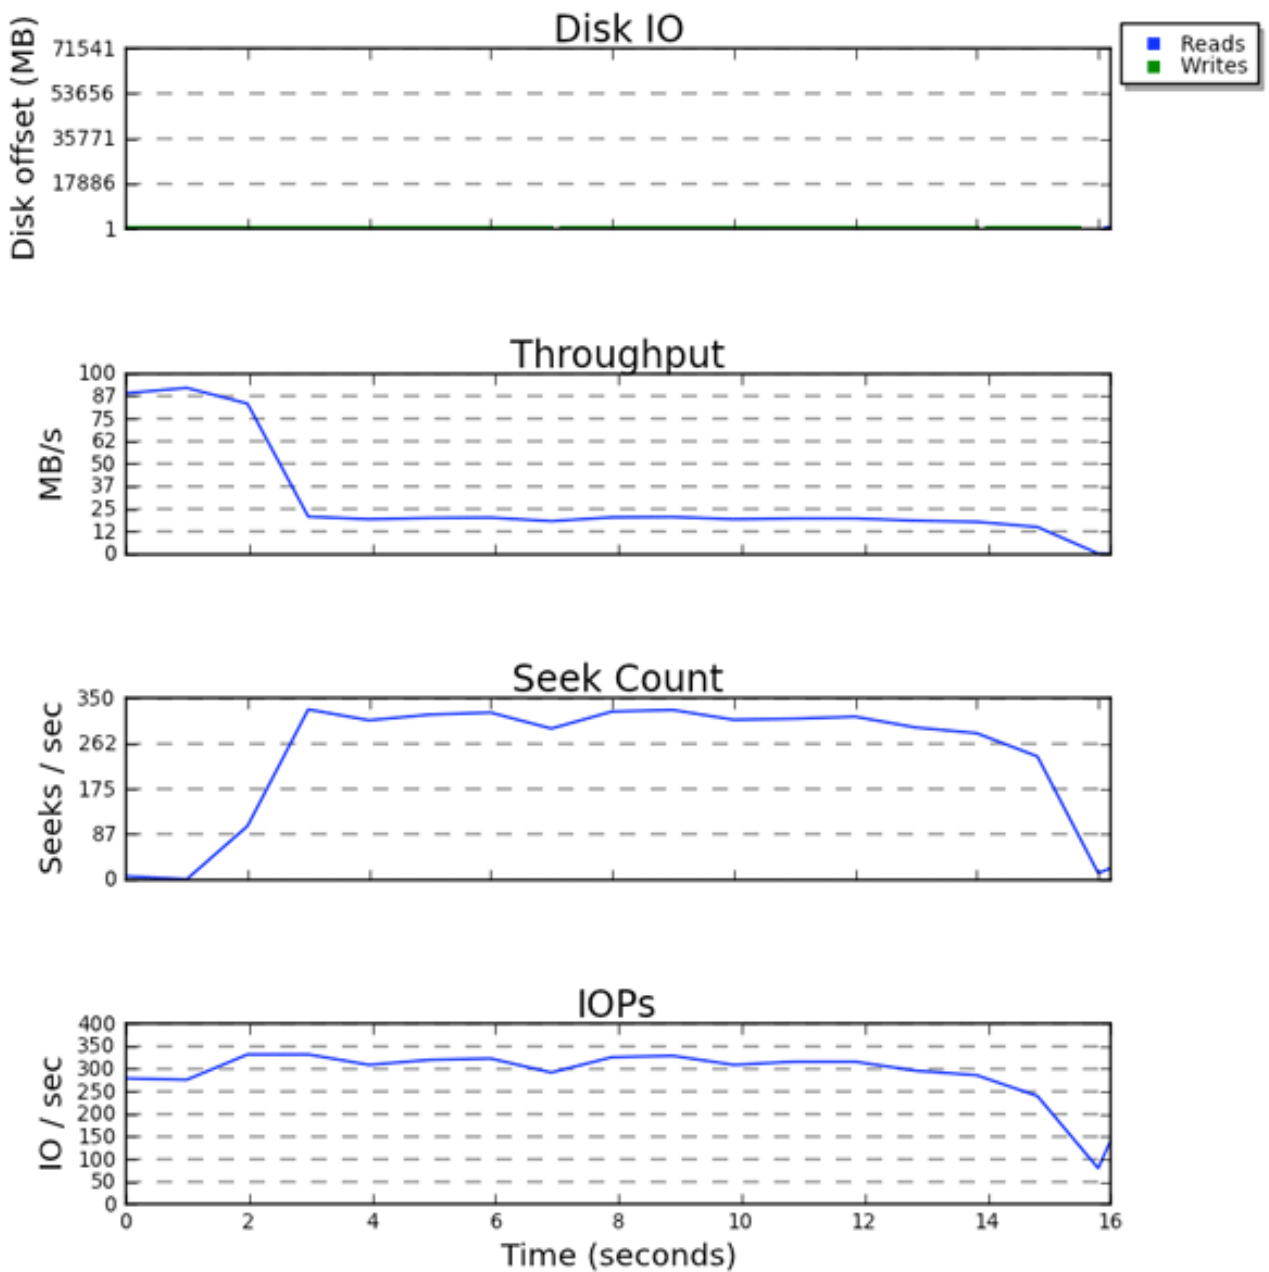 Disk IO
Disk offset (MB)
71541
53656
35771
17886
1
Reads
Writes
Throughput
MB/s
100
87
75
62
50
37
25
12
0
Seek Count
Seeks / sec
350
262
175
87
0
IOPs
IO / sec
400
350
300
250
200
150
100
50
0
0 2 4 6 8 10 12 14 16
Time (seconds)